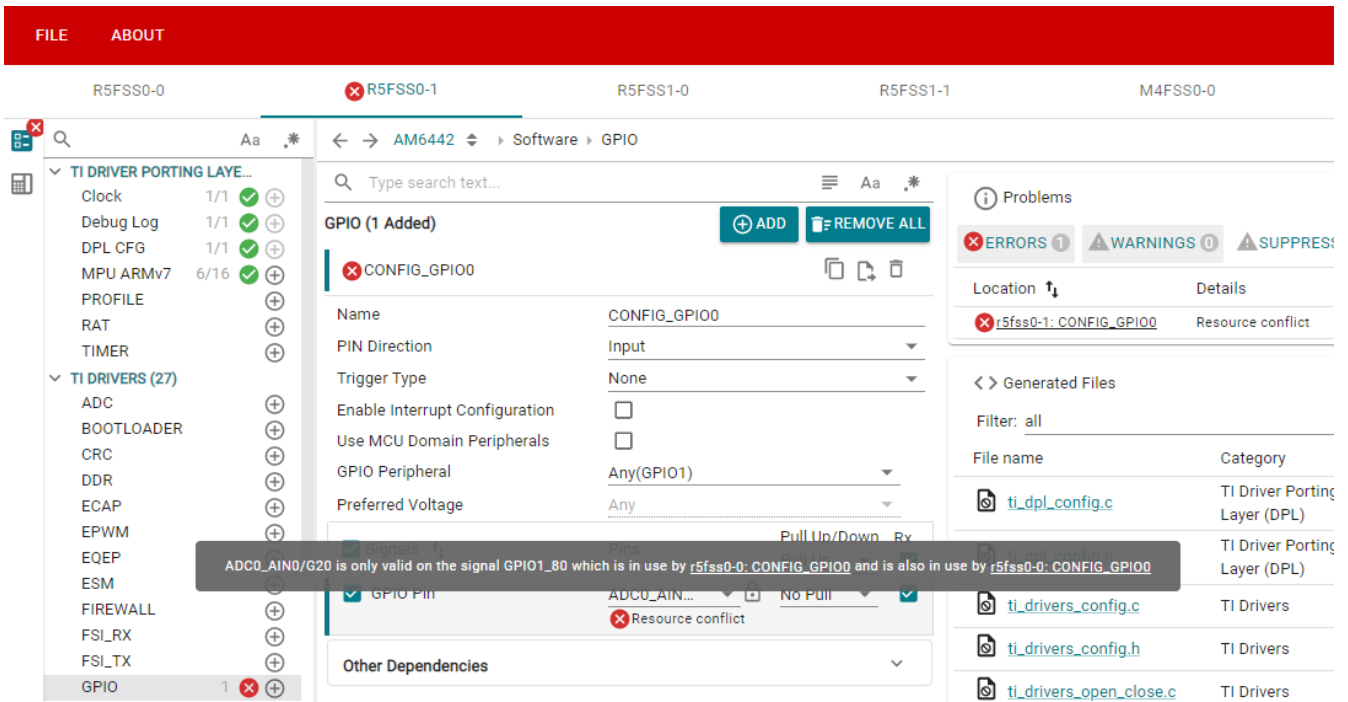 FILE ABOUT
R5FSS0-0 R5FSS0-1 R5FSS1-0 R5FSS1-1 M4FSS0-0
Aa .*
TI DRIVER PORTING LAYE...
Clock 1/1
Debug Log 1/1
DPL CFG 1/1
MPU ARMv7 6/16
PROFILE
RAT
TIMER
TI DRIVERS (27)
ADC
BOOTLOADER
CRC
DDR
ECAP
EPWM
EQEP
ESM
FIREWALL
FSI_RX
FSI_TX
GPIO 1
AM6442 Software GPIO
Type search text... Aa .*
GPIO (1 Added) ADD REMOVE ALL
CONFIG_GPIO0
Name CONFIG_GPIO0
PIN Direction Input
Trigger Type None
Enable Interrupt Configuration
Use MCU Domain Peripherals
GPIO Peripheral Any(GPIO1)
Preferred Voltage Any
Pull Up/Down Rx
Signals Pins Pull Up
ADC0_AIN0/G20 is only valid on the signal GPIO1_80 which is in use by r5fss0-0: CONFIG_GPIO0 and is also in use by r5fss0-0: CONFIG_GPIO0
GPIO Pin ADC0_AIN... No Pull
Resource conflict
Other Dependencies
Problems
ERRORS 1 WARNINGS 0 SUPPRESS
Location Details
r5fss0-1: CONFIG_GPIO0 Resource conflict
Generated Files
Filter: all
File name Category
ti_dpl_config.c TI Driver Porting
Layer (DPL)
ti_dpl_config.h TI Driver Porting
Layer (DPL)
ti_drivers_config.c TI Drivers
ti_drivers_config.h TI Drivers
ti_drivers_open_close.c TI Drivers